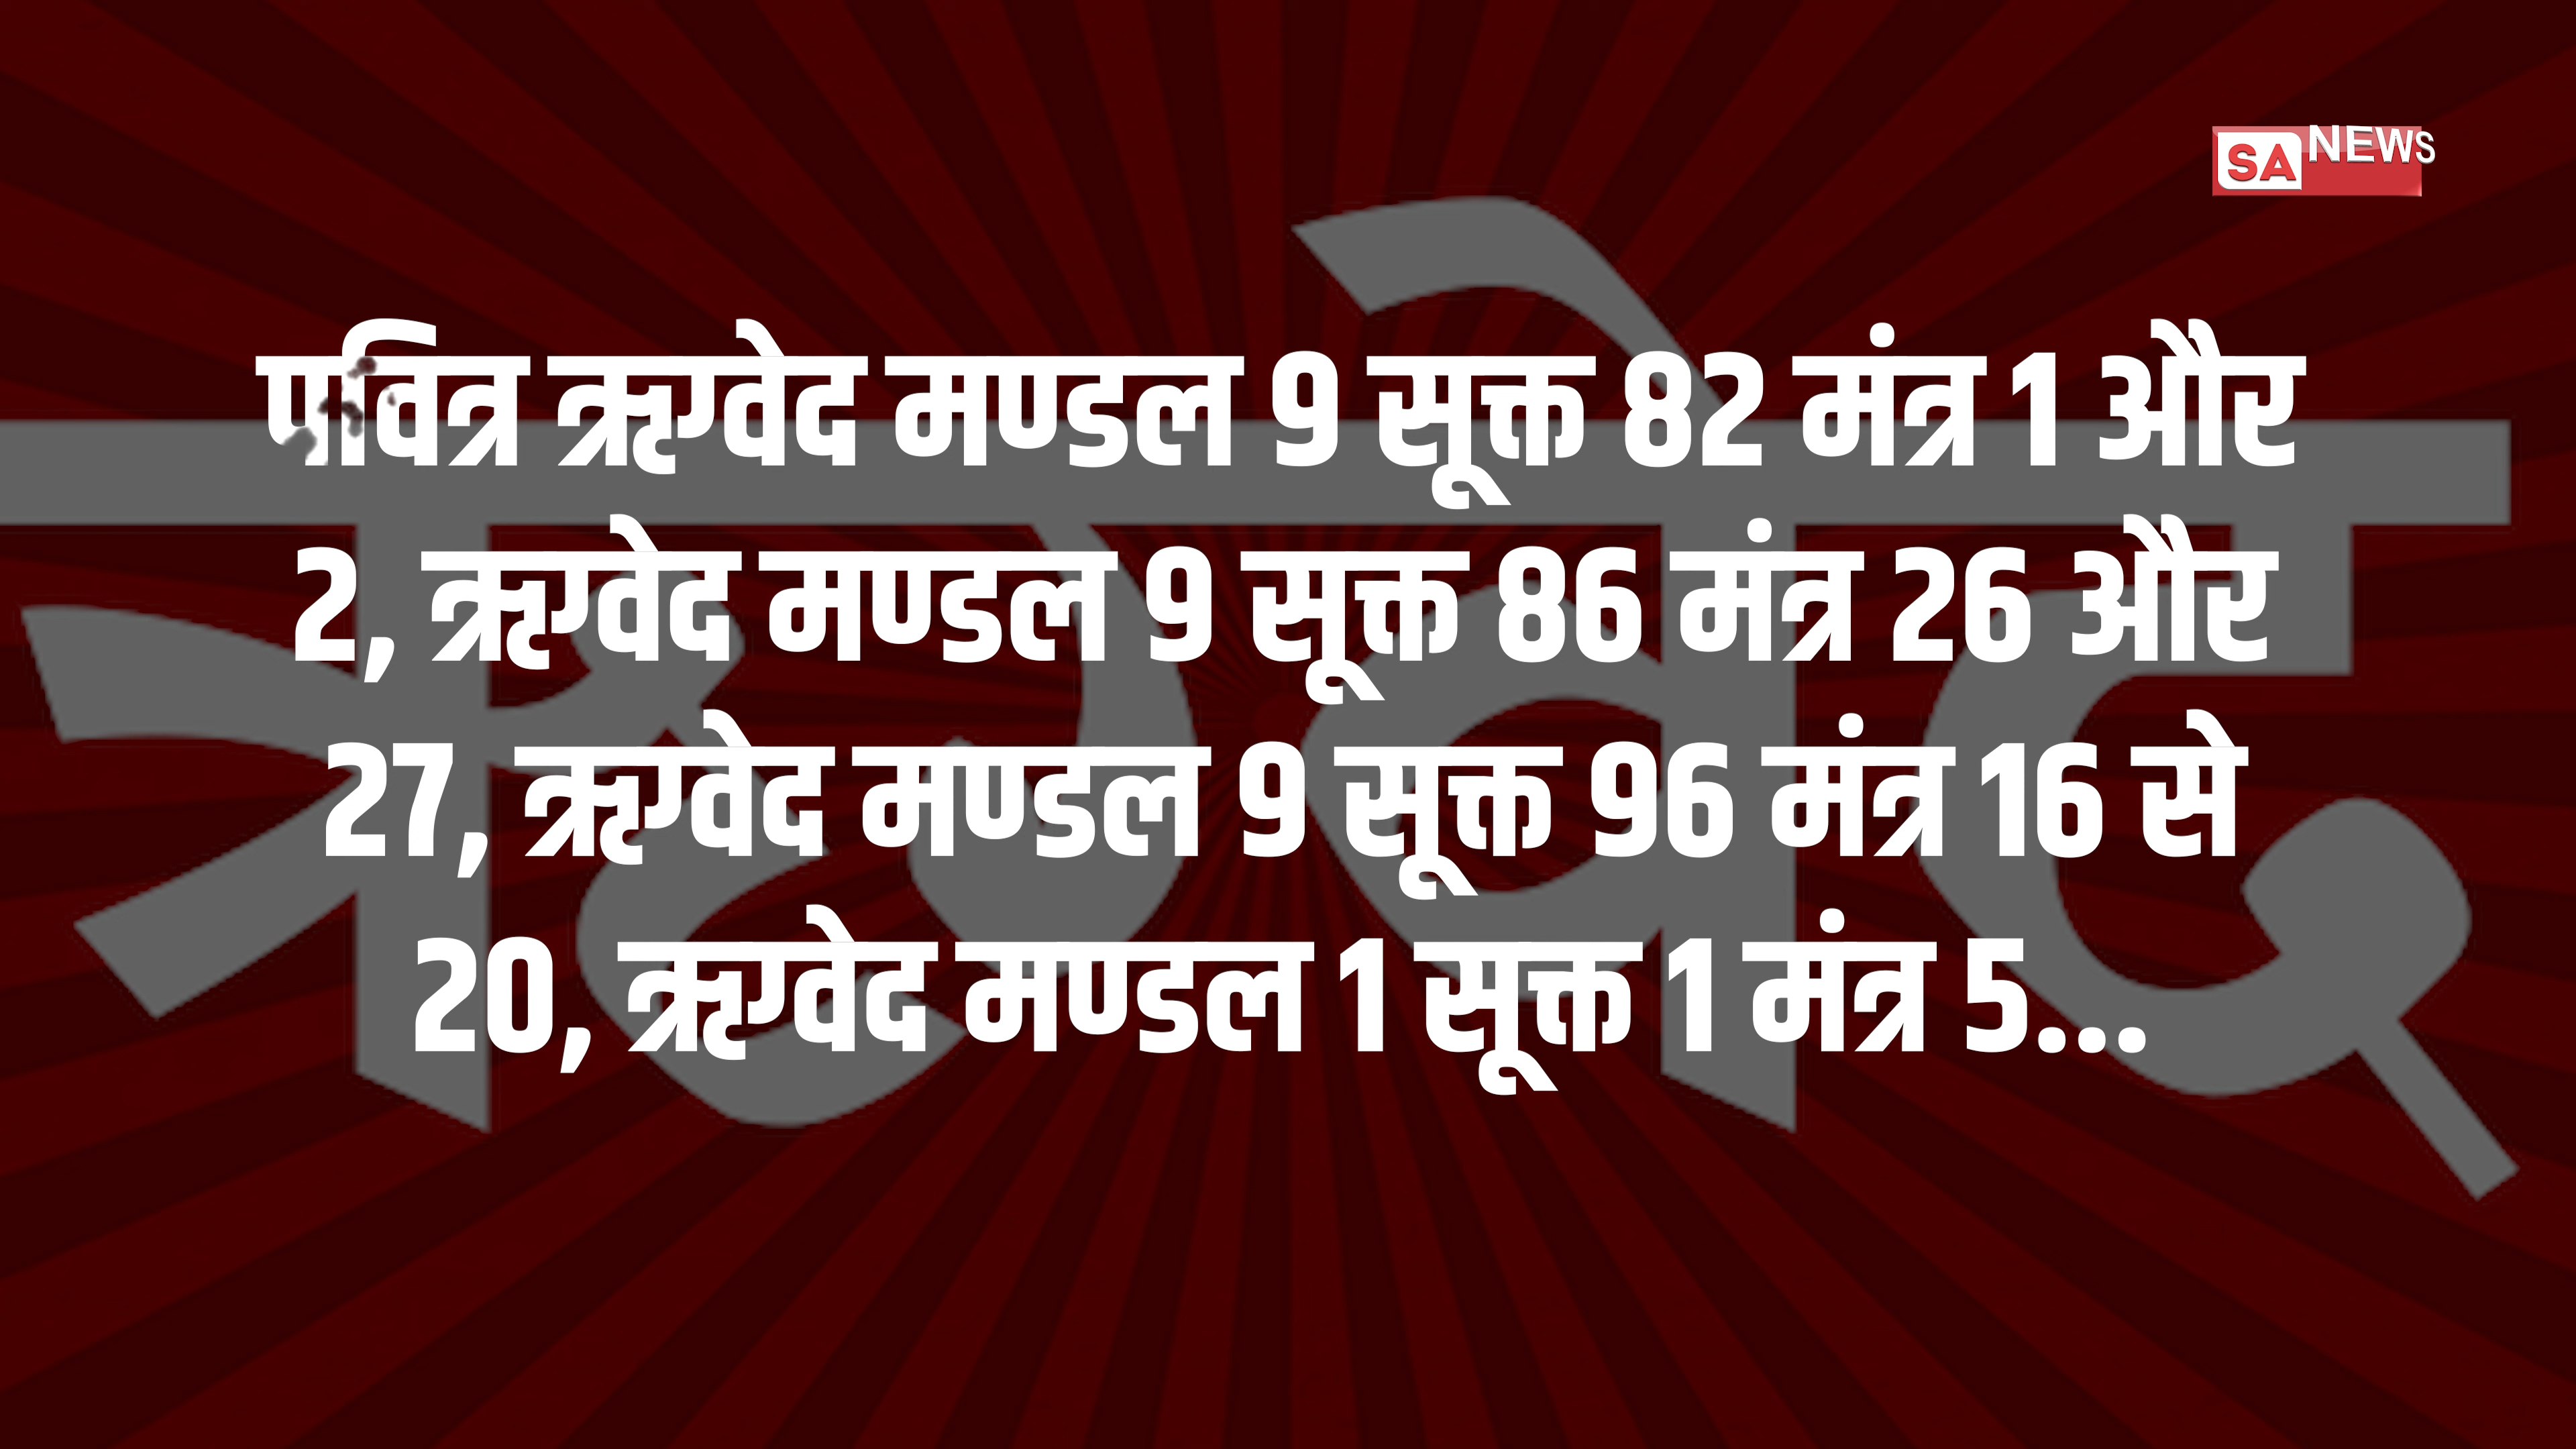 SA NEWS
पवित्र ऋग्वेद मण्डल 9 सूक्त 82 मंत्र 1 और
2, ऋग्वेद मण्डल 9 सूक्त 86 मंत्र 26 और
27, ऋग्वेद मण्डल 9 सूक्त 96 मंत्र 16 से
20, ऋग्वेद मण्डल 1 सूक्त 1 मंत्र 5...
ऋग्वेद